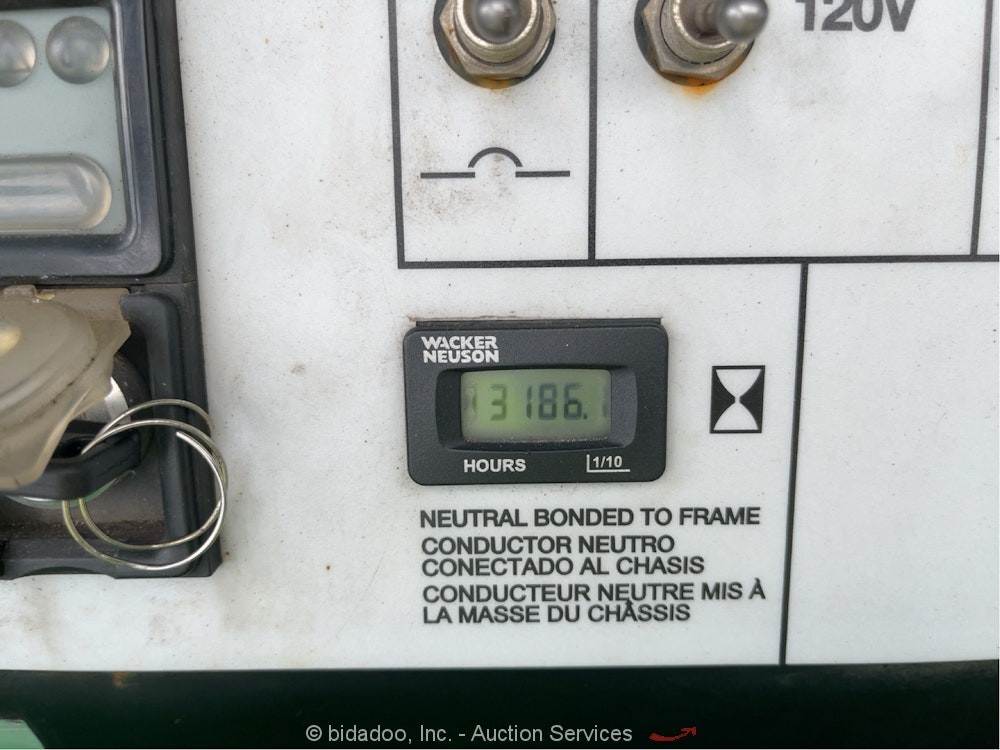 120V
WACKER
NEUSON
3186.
HOURS
1/10
NEUTRAL BONDED TO FRAME
CONDUCTOR NEUTRO
CONECTADO AL CHASIS
CONDUCTEUR NEUTRE MIS À
LA MASSE DU CHÂSSIS
© bidadoo, Inc. - Auction Services